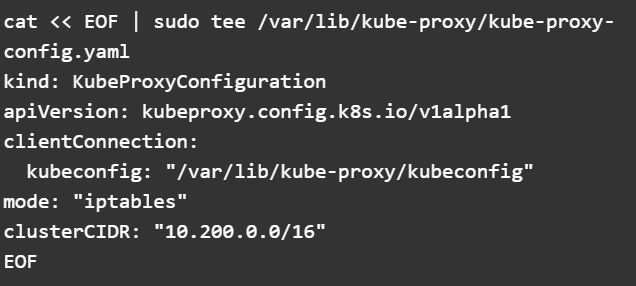 cat << EOF | sudo tee /var/lib/kube-proxy/kube-proxy-
config.yaml
kind: KubeProxyConfiguration
apiVersion: kubeproxy.config.k8s.io/v1alpha1
clientConnection:
  kubeconfig: "/var/lib/kube-proxy/kubeconfig"
mode: "iptables"
clusterCIDR: "10.200.0.0/16"
EOF